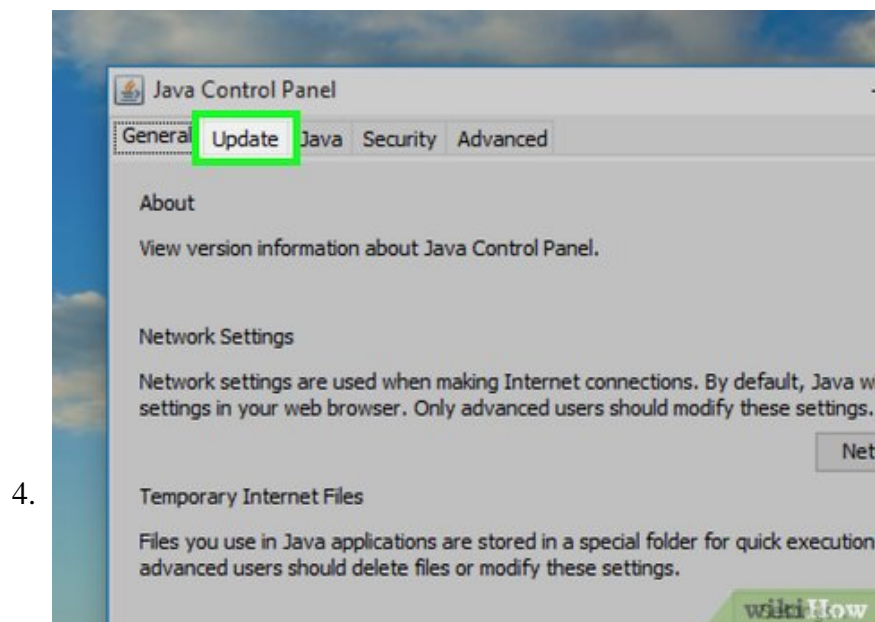 Java Control Panel
General Update Java Security Advanced
About
View version information about Java Control Panel.
Network Settings
Network settings are used when making Internet connections. By default, Java w
settings in your web browser. Only advanced users should modify these settings.
Net
4.
Temporary Internet Files
Files you use in Java applications are stored in a special folder for quick execution
advanced users should delete files or modify these settings.
wikiHow